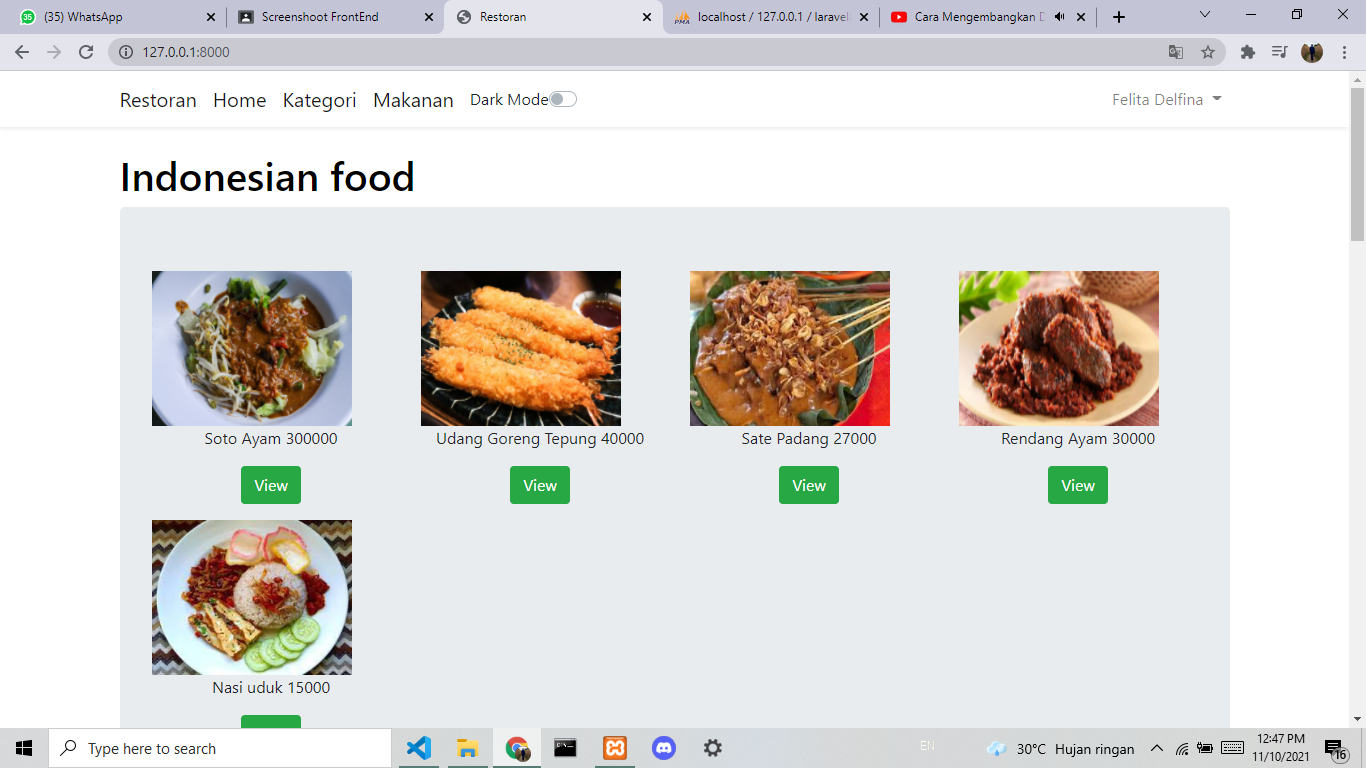 (35) WhatsApp
Screenshoot FrontEnd
Restoran
localhost / 127.0.0.1 / laravel
Cara Mengembangkan D
127.0.0.1:8000
Restoran Home Kategori Makanan Dark Mode
Felita Delfina
Indonesian food
Soto Ayam 300000
Udang Goreng Tepung 40000
Sate Padang 27000
Rendang Ayam 30000
View
View
View
View
Nasi uduk 15000
Type here to search
EN
30°C Hujan ringan
12:47 PM
11/10/2021
16